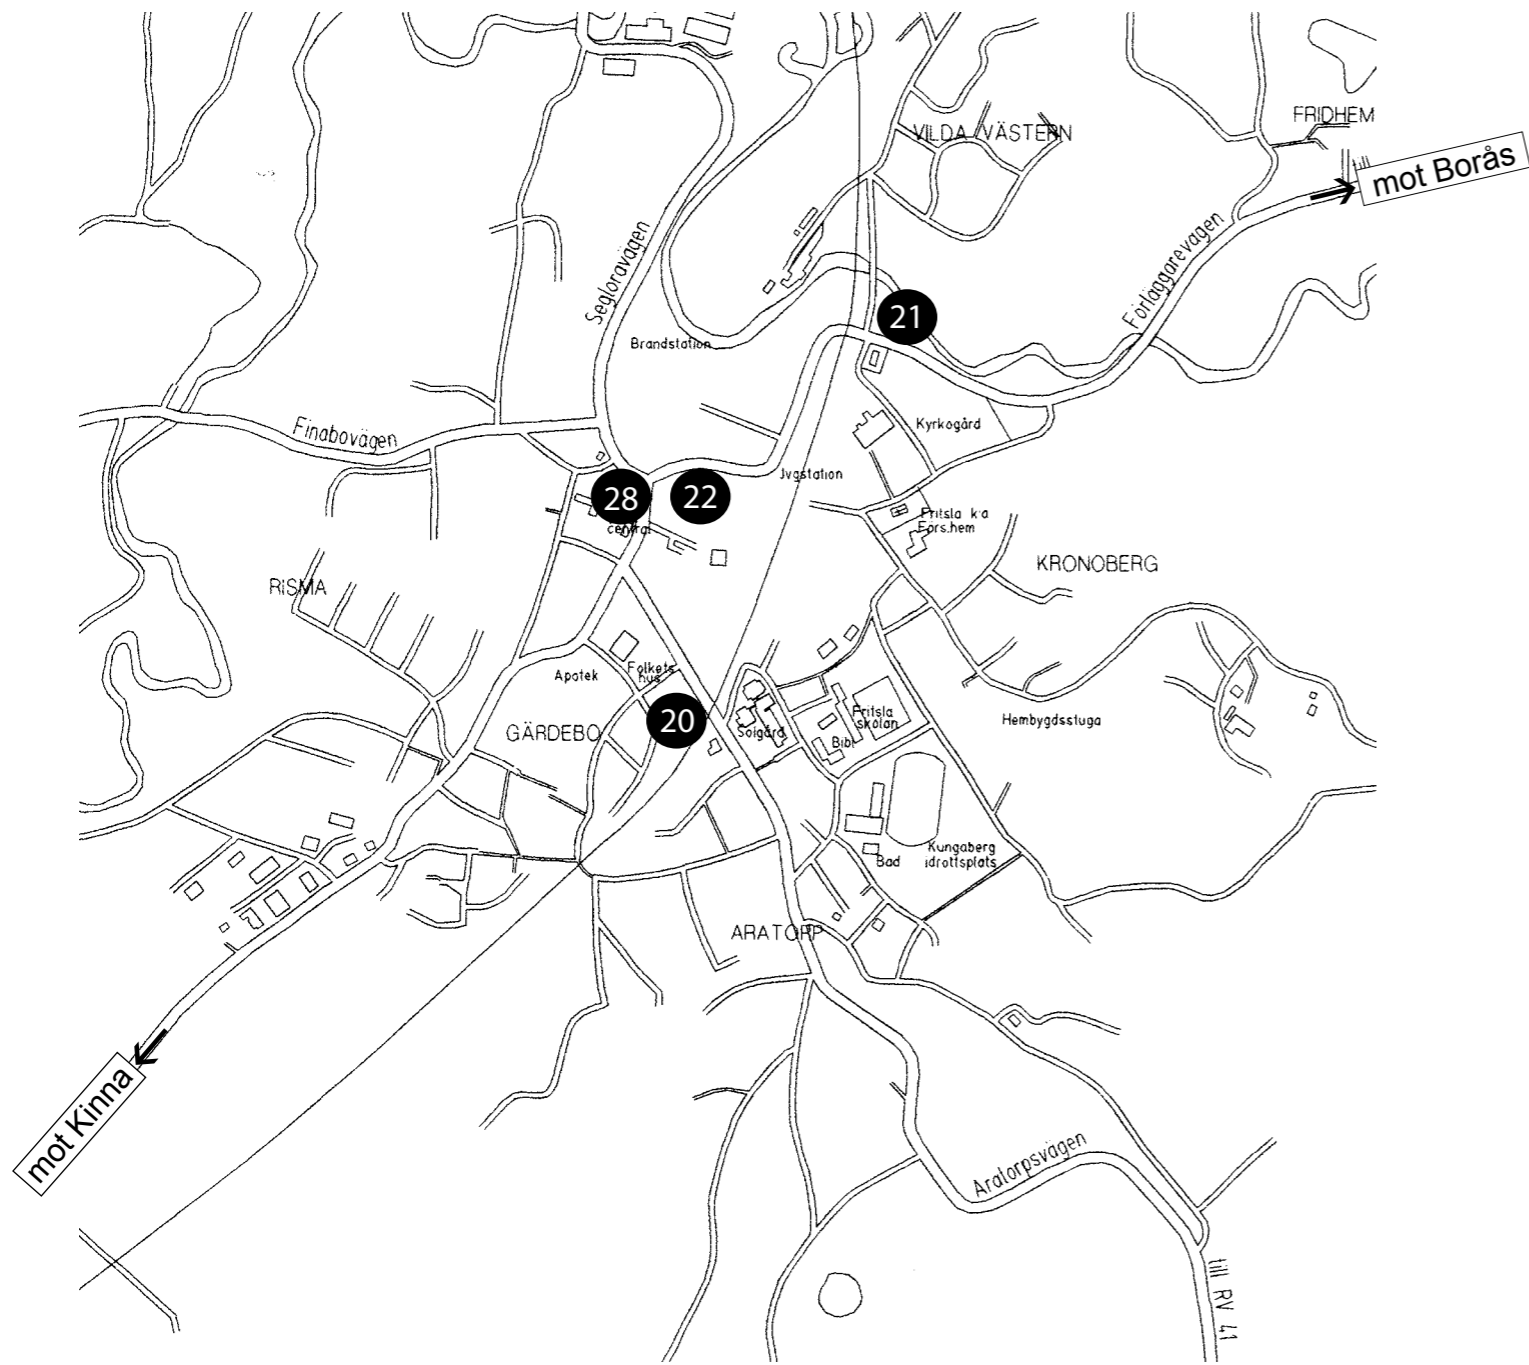 FRIDHEM
VILDA VÄSTERN
mot Borås
Segloravägen
Förläggarevägen
21
Brandstation
Finabovägen
Kyrkogård
Jvgstation
28
22
central
Fritsla k:a
Förs.hem
KRONOBERG
RISMA
Apotek
Folkets
hus
20
GÄRDEBO
Solgård
Fritsla
skolan
Bibl
Hembygdsstuga
Bad
Kungaberg
idrottsplats
ARATORP
mot Kinna
Aratorpsvägen
till RV 41